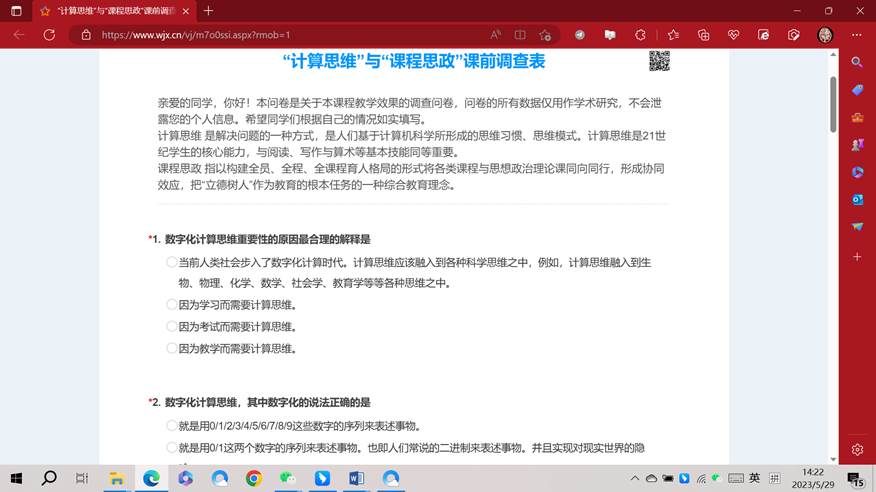 "计算思维"与"课程思政"课前调查
https://www.wjx.cn/vj/m7o0ssi.aspx?rmob=1
“计算思维”与“课程思政”课前调查表
亲爱的同学，你好！本问卷是关于本课程教学效果的调查问卷，问卷的所有数据仅用作学术研究，不会泄
露您的个人信息。希望同学们根据自己的情况如实填写。
计算思维 是解决问题的一种方式，是人们基于计算机科学所形成的思维习惯、思维模式。计算思维是21世
纪学生的核心能力，与阅读、写作与算术等基本技能同等重要。
课程思政 指以构建全员、全程、全课程育人格局的形式将各类课程与思想政治理论课同向同行，形成协同
效应，把“立德树人”作为教育的根本任务的一种综合教育理念。
*1. 数字化计算思维重要性的原因最合理的解释是
当前人类社会步入了数字化计算时代。计算思维应该融入到各种科学思维之中，例如，计算思维融入到生
物、物理、化学、数学、社会学、教育学等等各种思维之中。
因为学习而需要计算思维。
因为考试而需要计算思维。
因为教学而需要计算思维。
*2. 数字化计算思维，其中数字化的说法正确的是
就是用0/1/2/3/4/5/6/7/8/9这些数字的序列来表述事物。
就是用0/1这两个数字的序列来表述事物。也即人们常说的二进制来表述事物。并且实现对现实世界的隐
英
拼
14:22
2023/5/29
15